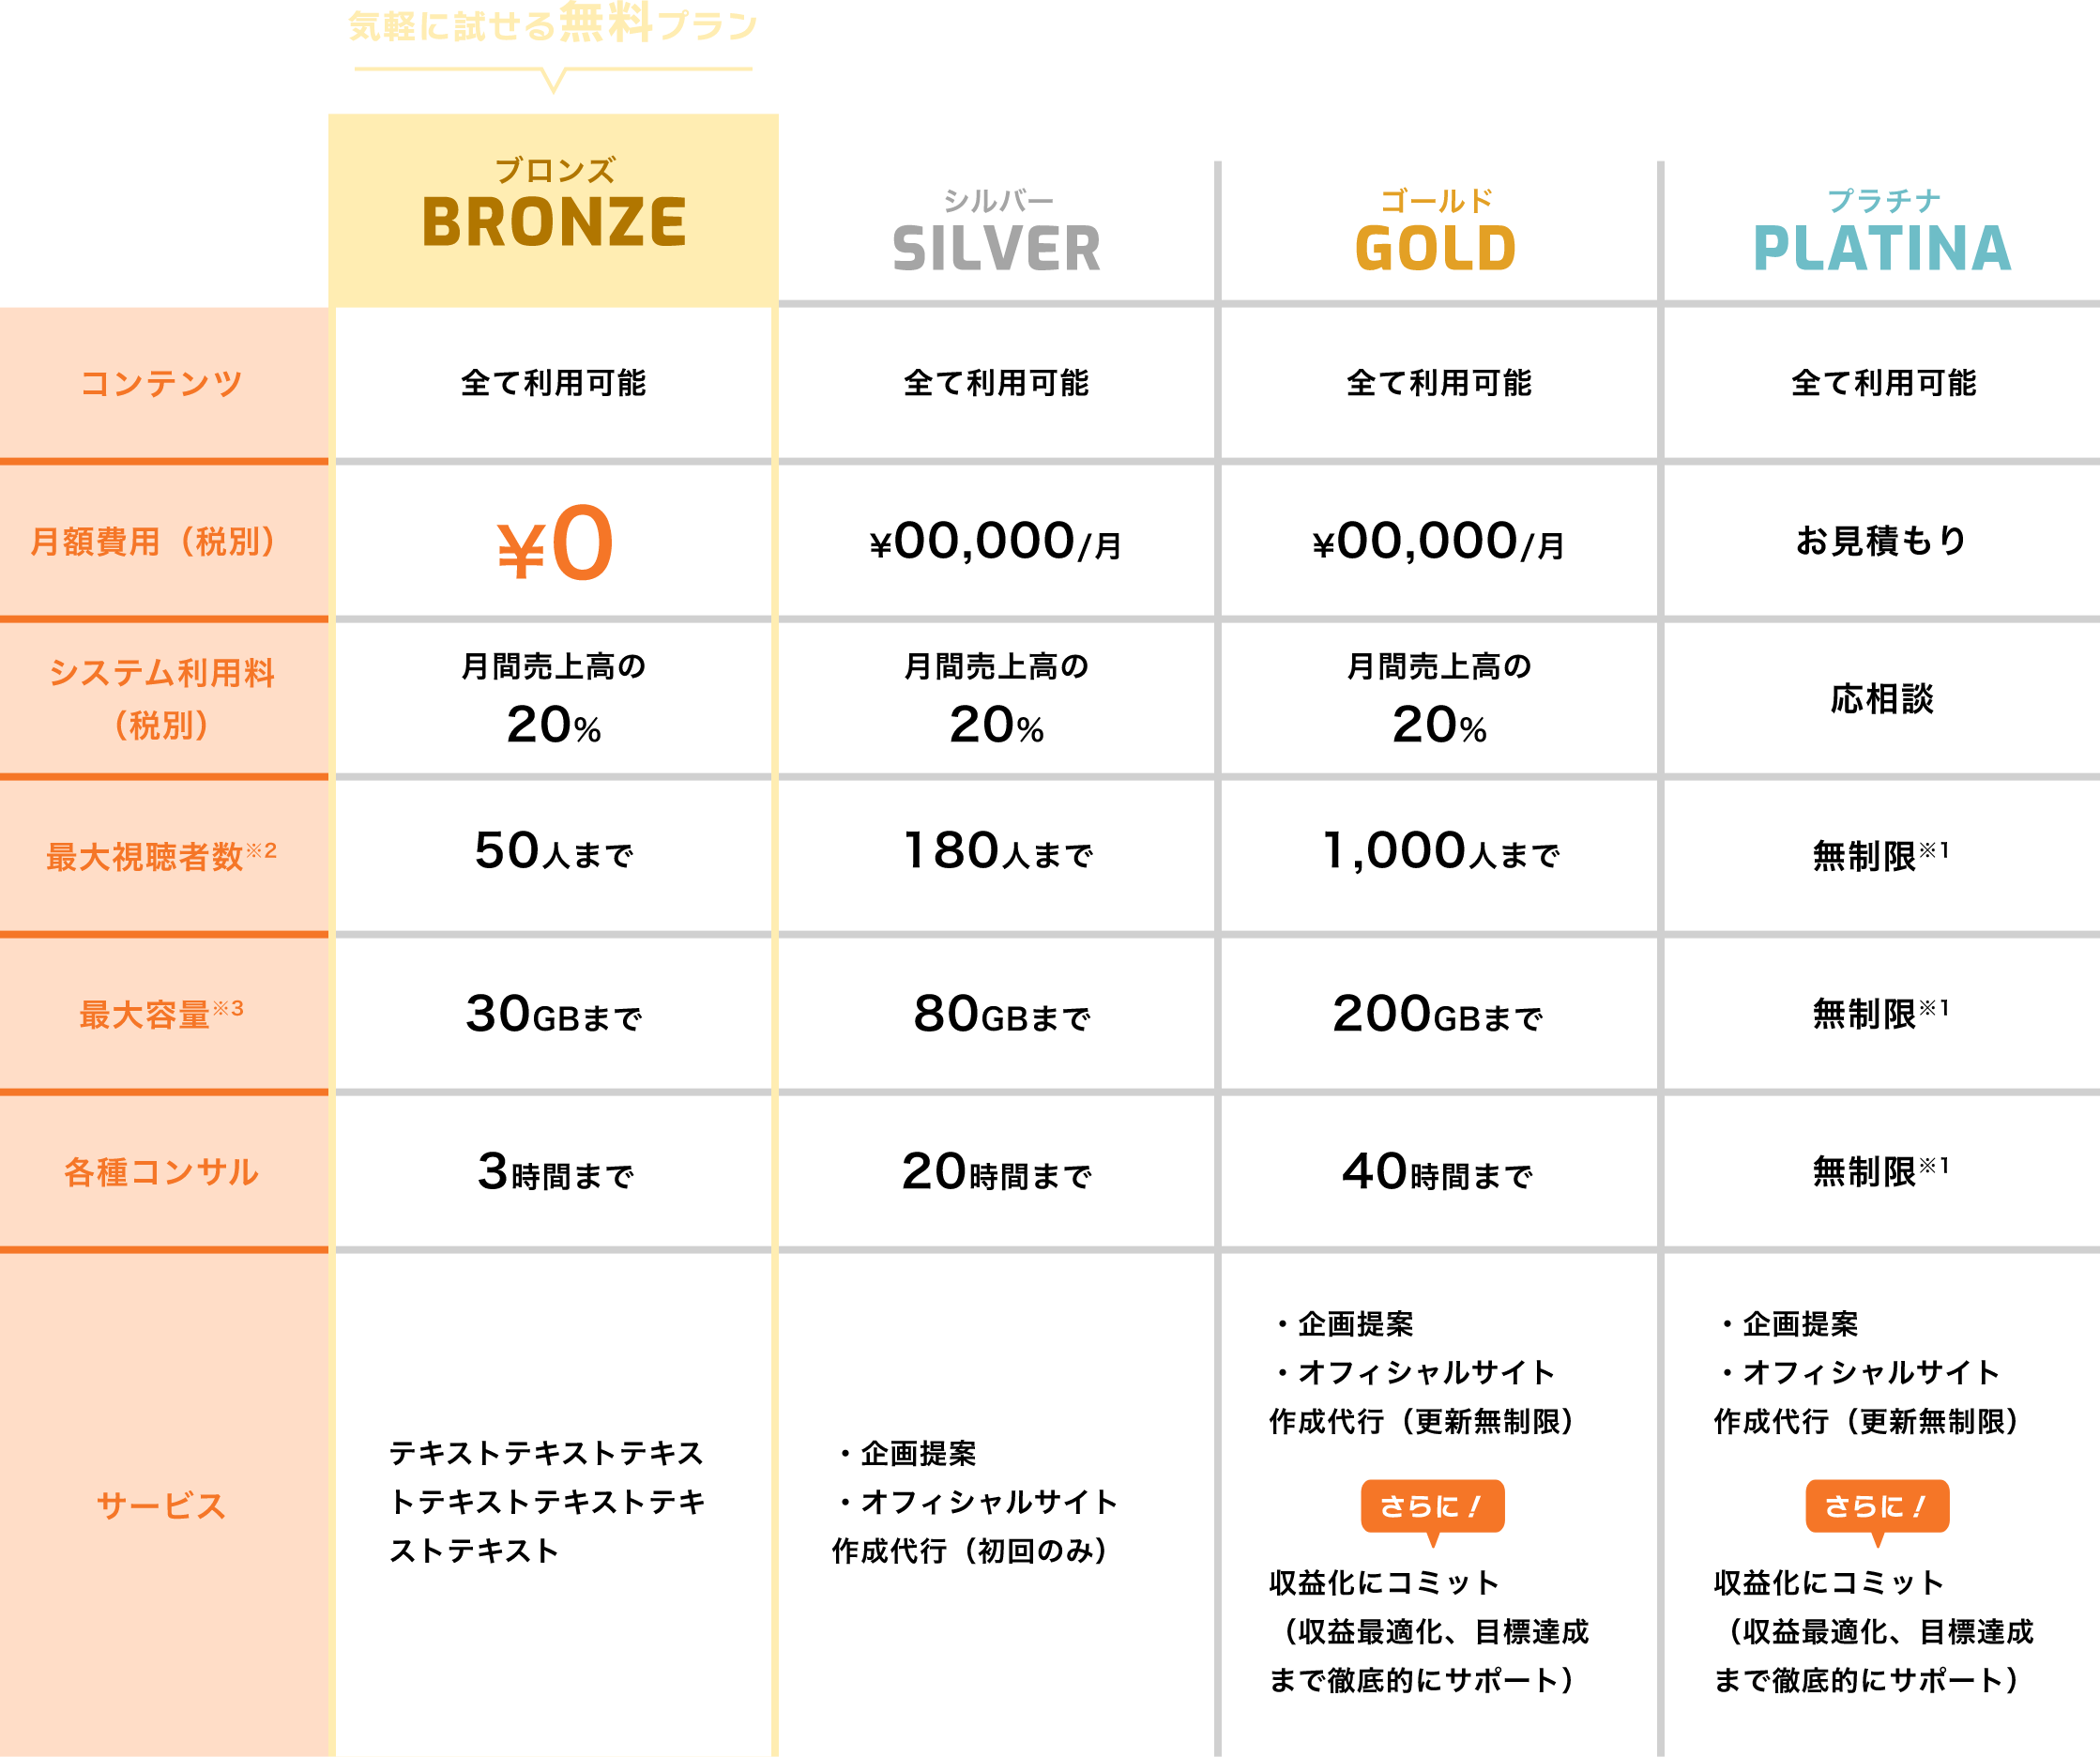 気軽に試せる無料プラン
ブロンズ
BRONZE
シルバー
SILVER
ゴールド
GOLD
プラチナ
PLATINA
コンテンツ
全て利用可能
全て利用可能
全て利用可能
全て利用可能
月額費用（税別）
¥0
¥00,000/月
¥00,000/月
お見積もり
システム利用料
（税別）
月間売上高の
20%
月間売上高の
20%
月間売上高の
20%
応相談
最大視聴者数※2
50人まで
180人まで
1,000人まで
無制限※1
最大容量※3
30GBまで
80GBまで
200GBまで
無制限※1
各種コンサル
3時間まで
20時間まで
40時間まで
無制限※1
サービス
テキストテキストテキス
トテキストテキストテキ
ストテキスト
・企画提案
・オフィシャルサイト
作成代行（初回のみ）
・企画提案
・オフィシャルサイト
作成代行（更新無制限）
さらに！
収益化にコミット
（収益最適化、目標達成
まで徹底的にサポート）
・企画提案
・オフィシャルサイト
作成代行（更新無制限）
さらに！
収益化にコミット
（収益最適化、目標達成
まで徹底的にサポート）